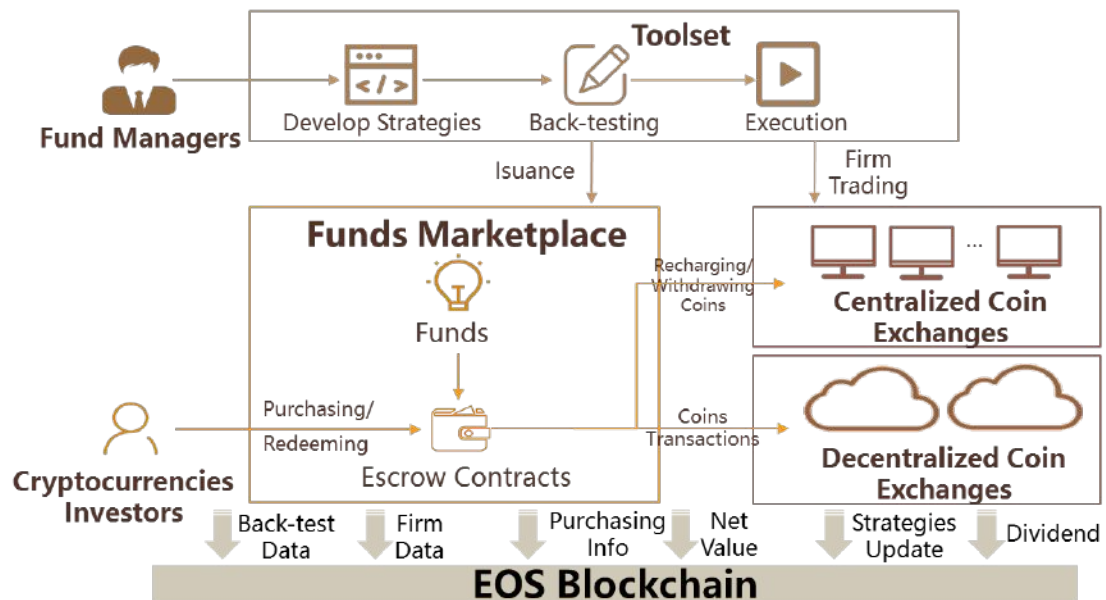 Toolset
Fund Managers
</>
Develop Strategies
Back-testing
Execution
Isuance
Firm
Trading
Funds Marketplace
Funds
Recharging/
Withdrawing
Coins
...
Centralized Coin
Exchanges
Purchasing/
Redeeming
Escrow Contracts
Coins
Transactions
Decentralized Coin
Exchanges
Cryptocurrencies
Investors
Back-test
Data
Firm
Data
Purchasing
Info
Net
Value
Strategies
Update
Dividend
EOS Blockchain